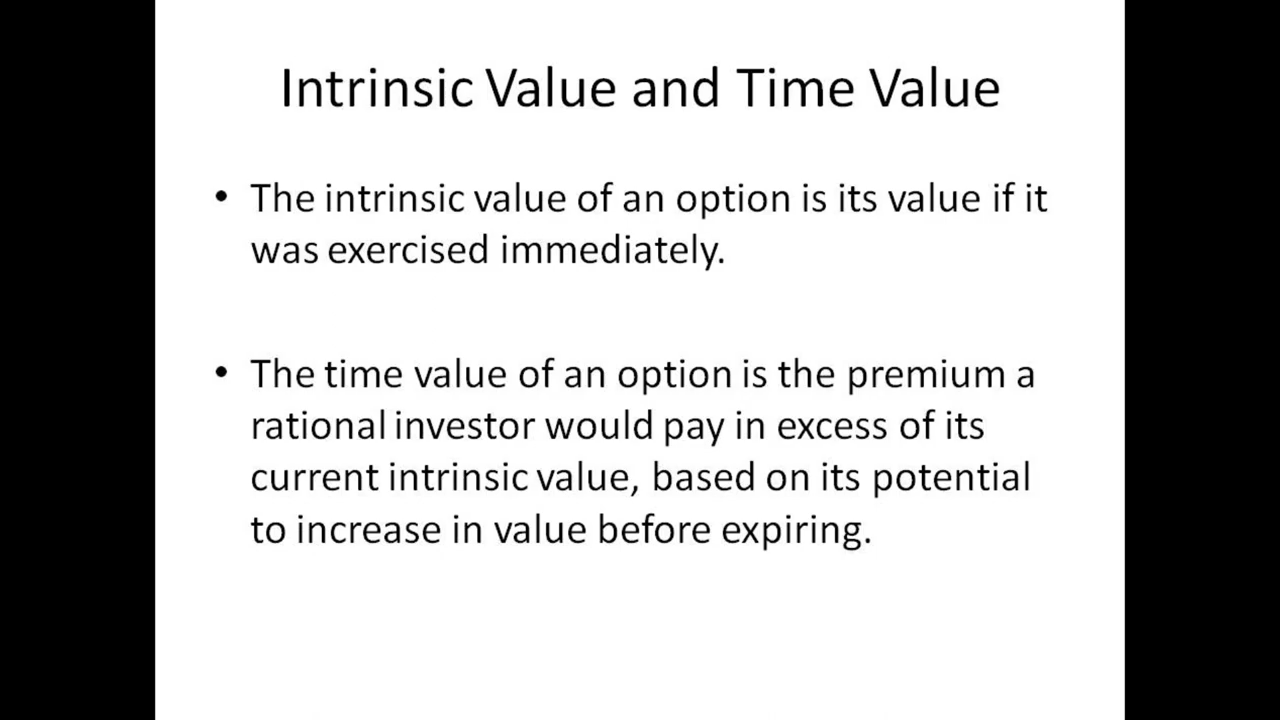 Intrinsic Value and Time Value
• The intrinsic value of an option is its value if it
was exercised immediately.
• The time value of an option is the premium a
rational investor would pay in excess of its
current intrinsic value, based on its potential
to increase in value before expiring.